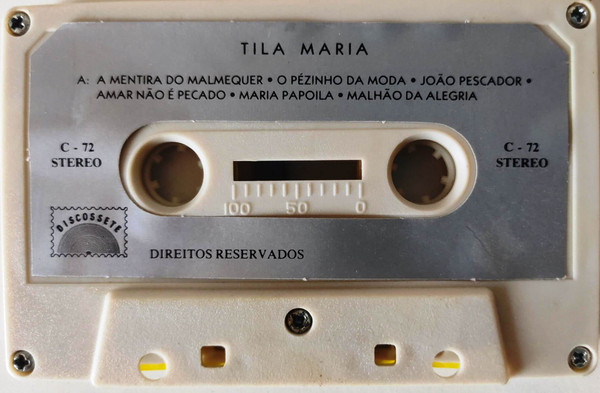 TILA MARIA
A: A MENTIRA DO MALMEQUER • O PÉZINHO DA MODA • JOÃO PESCADOR •
AMAR NÃO É PECADO • MARIA PAPOILA • MALHÃO DA ALEGRIA
C - 72
STEREO
C - 72
STEREO
100 50 0
DISCOSSETE
DIREITOS RESERVADOS